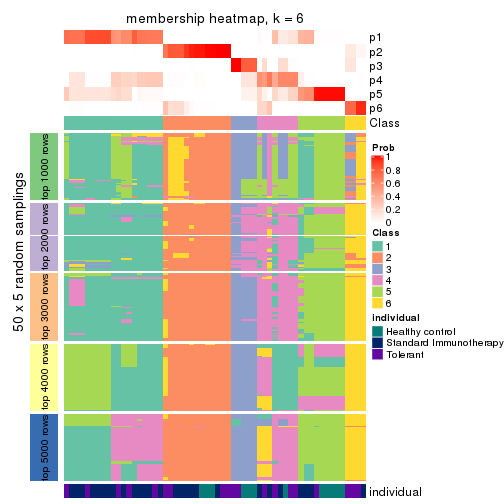 membership heatmap, k = 6
p1
p2
p3
p4
p5
p6
Class
50 x 5 random samplings
top 1000 rows
top 2000 rows
top 3000 rows
top 4000 rows
top 5000 rows
individual
Prob
1
0.8
0.6
0.4
0.2
0
Class
1
2
3
4
5
6
individual
Healthy control
Standard Immunotherapy
Tolerant